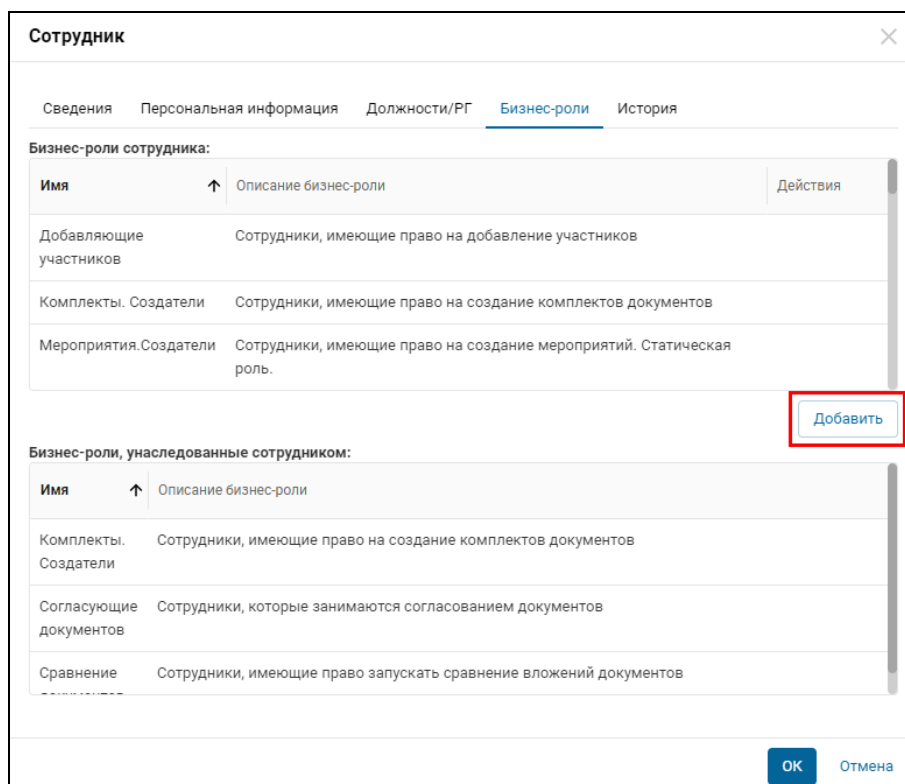 Сотрудник
Сведения Персональная информация Должности/РГ Бизнес-роли История
Бизнес-роли сотрудника:
Имя Описание бизнес-роли Действия
Добавляющие Сотрудники, имеющие право на добавление участников
участников
Комплекты. Создатели Сотрудники, имеющие право на создание комплектов документов
Мероприятия.Создатели Сотрудники, имеющие право на создание мероприятий. Статическая
роль.
Добавить
Бизнес-роли, унаследованные сотрудником:
Имя Описание бизнес-роли
Комплекты. Сотрудники, имеющие право на создание комплектов документов
Создатели
Согласующие Сотрудники, которые занимаются согласованием документов
документов
Сравнение Сотрудники, имеющие право запускать сравнение вложений документов
ОК Отмена